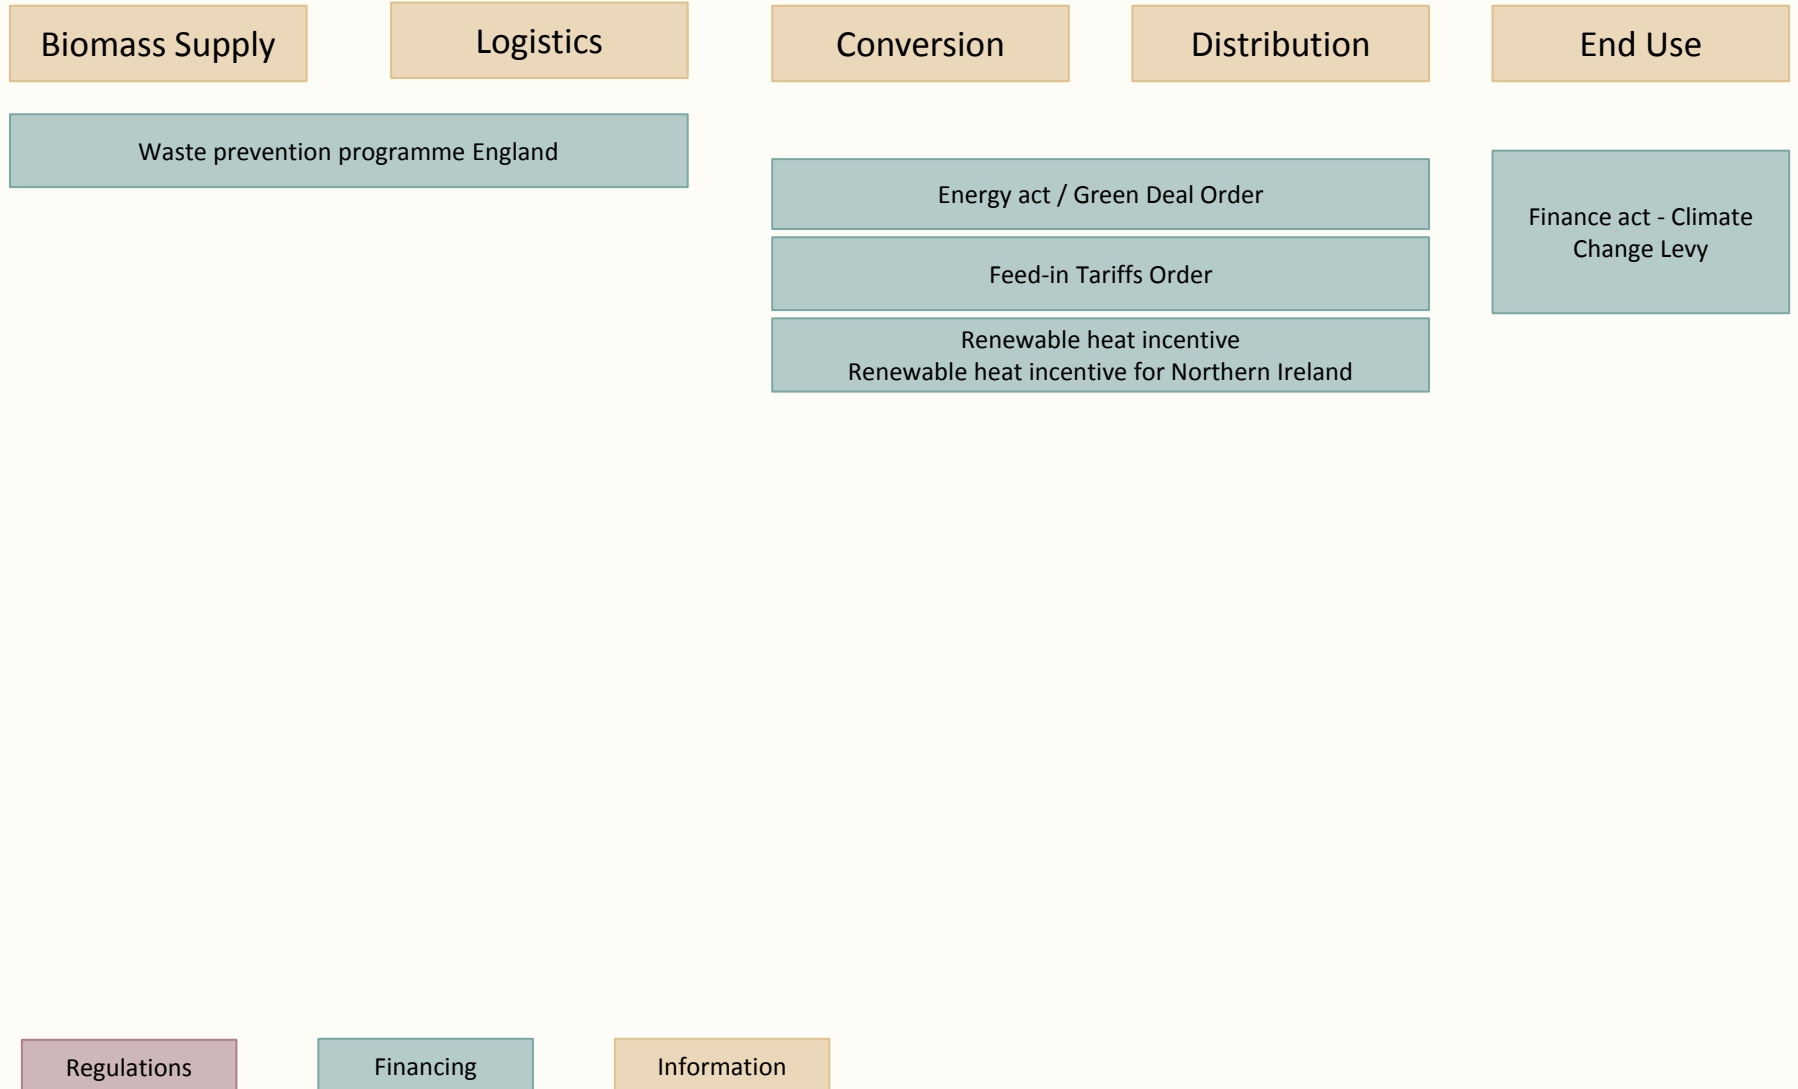 Biomass Supply
Logistics
Conversion
Distribution
End Use
Waste prevention programme England
Energy act / Green Deal Order
Feed-in Tariffs Order
Renewable heat incentive
Renewable heat incentive for Northern Ireland
Finance act - Climate
Change Levy
Regulations
Financing
Information